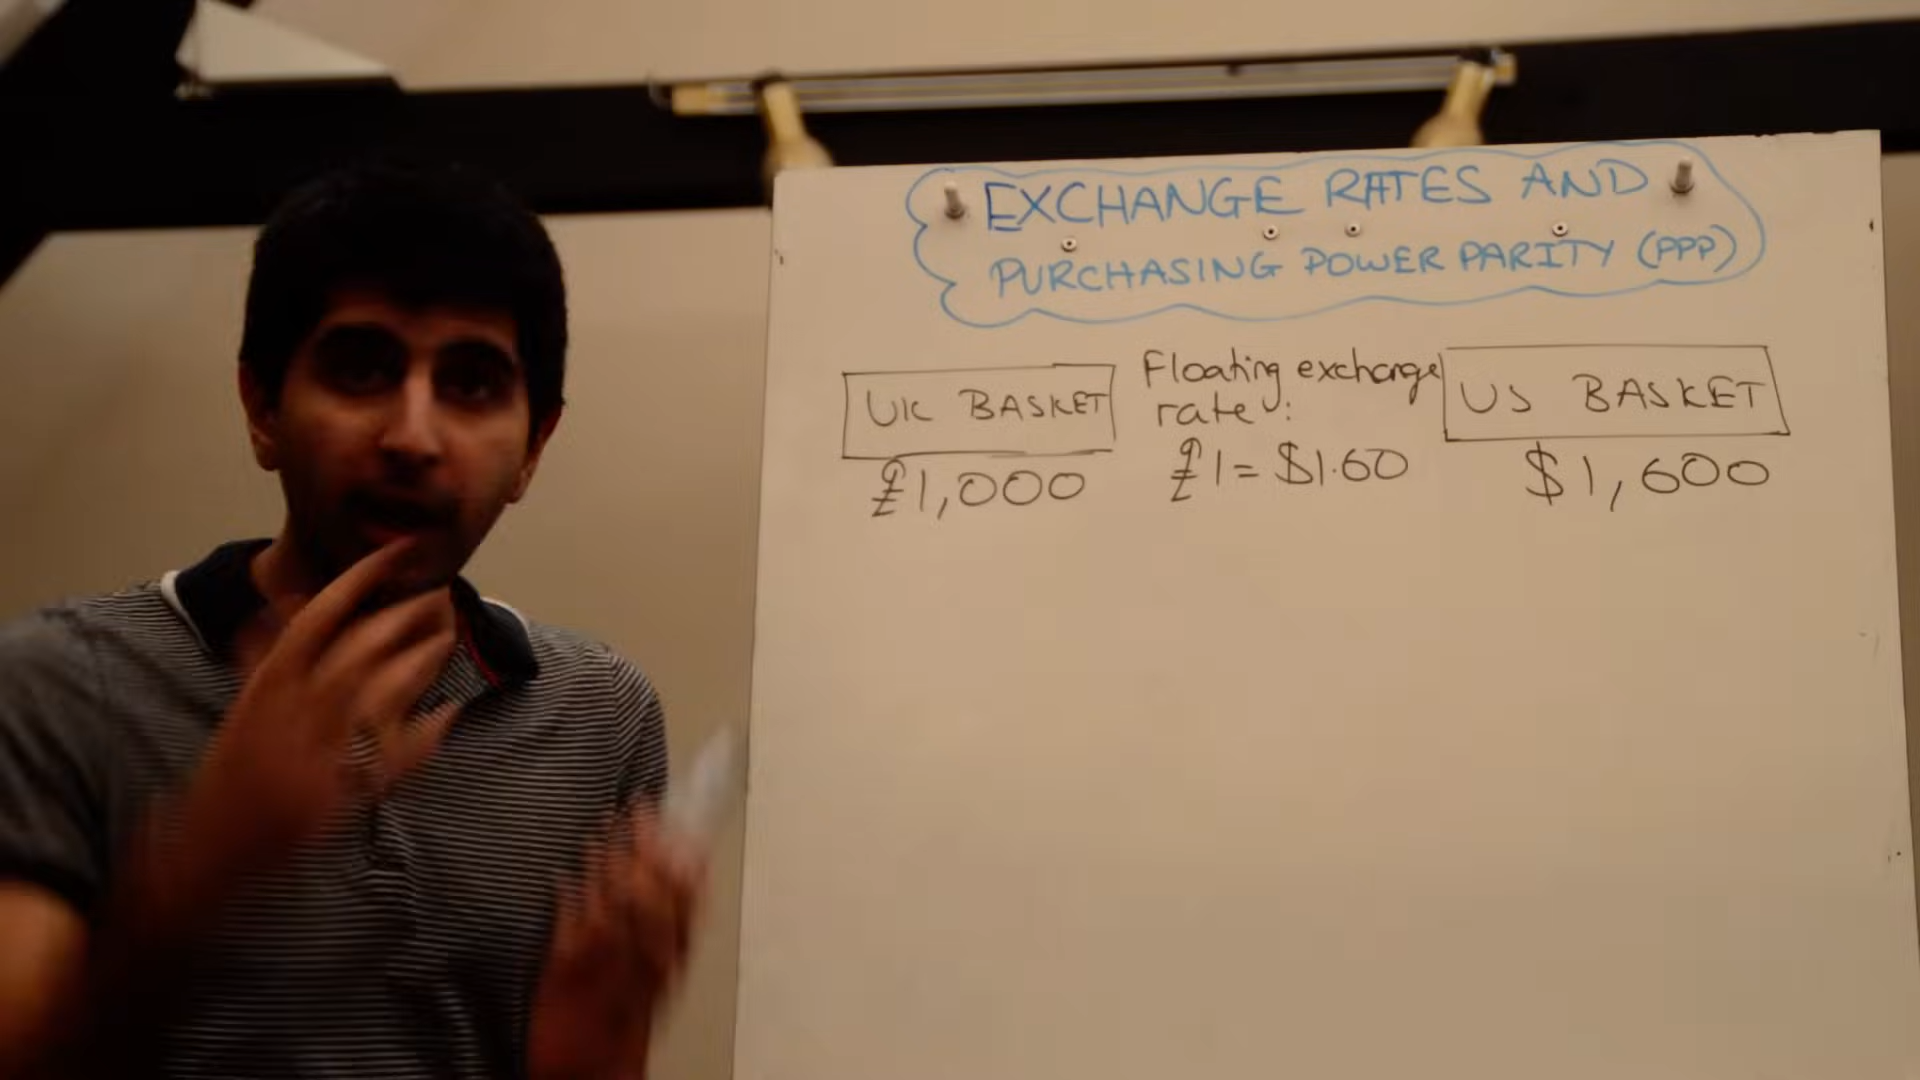 EXCHANGE RATES AND
PURCHASING POWER PARITY (PPP)
UK BASKET
£1,000
Floating exchange
rate:
£1 = $1.60
US BASKET
$1,600